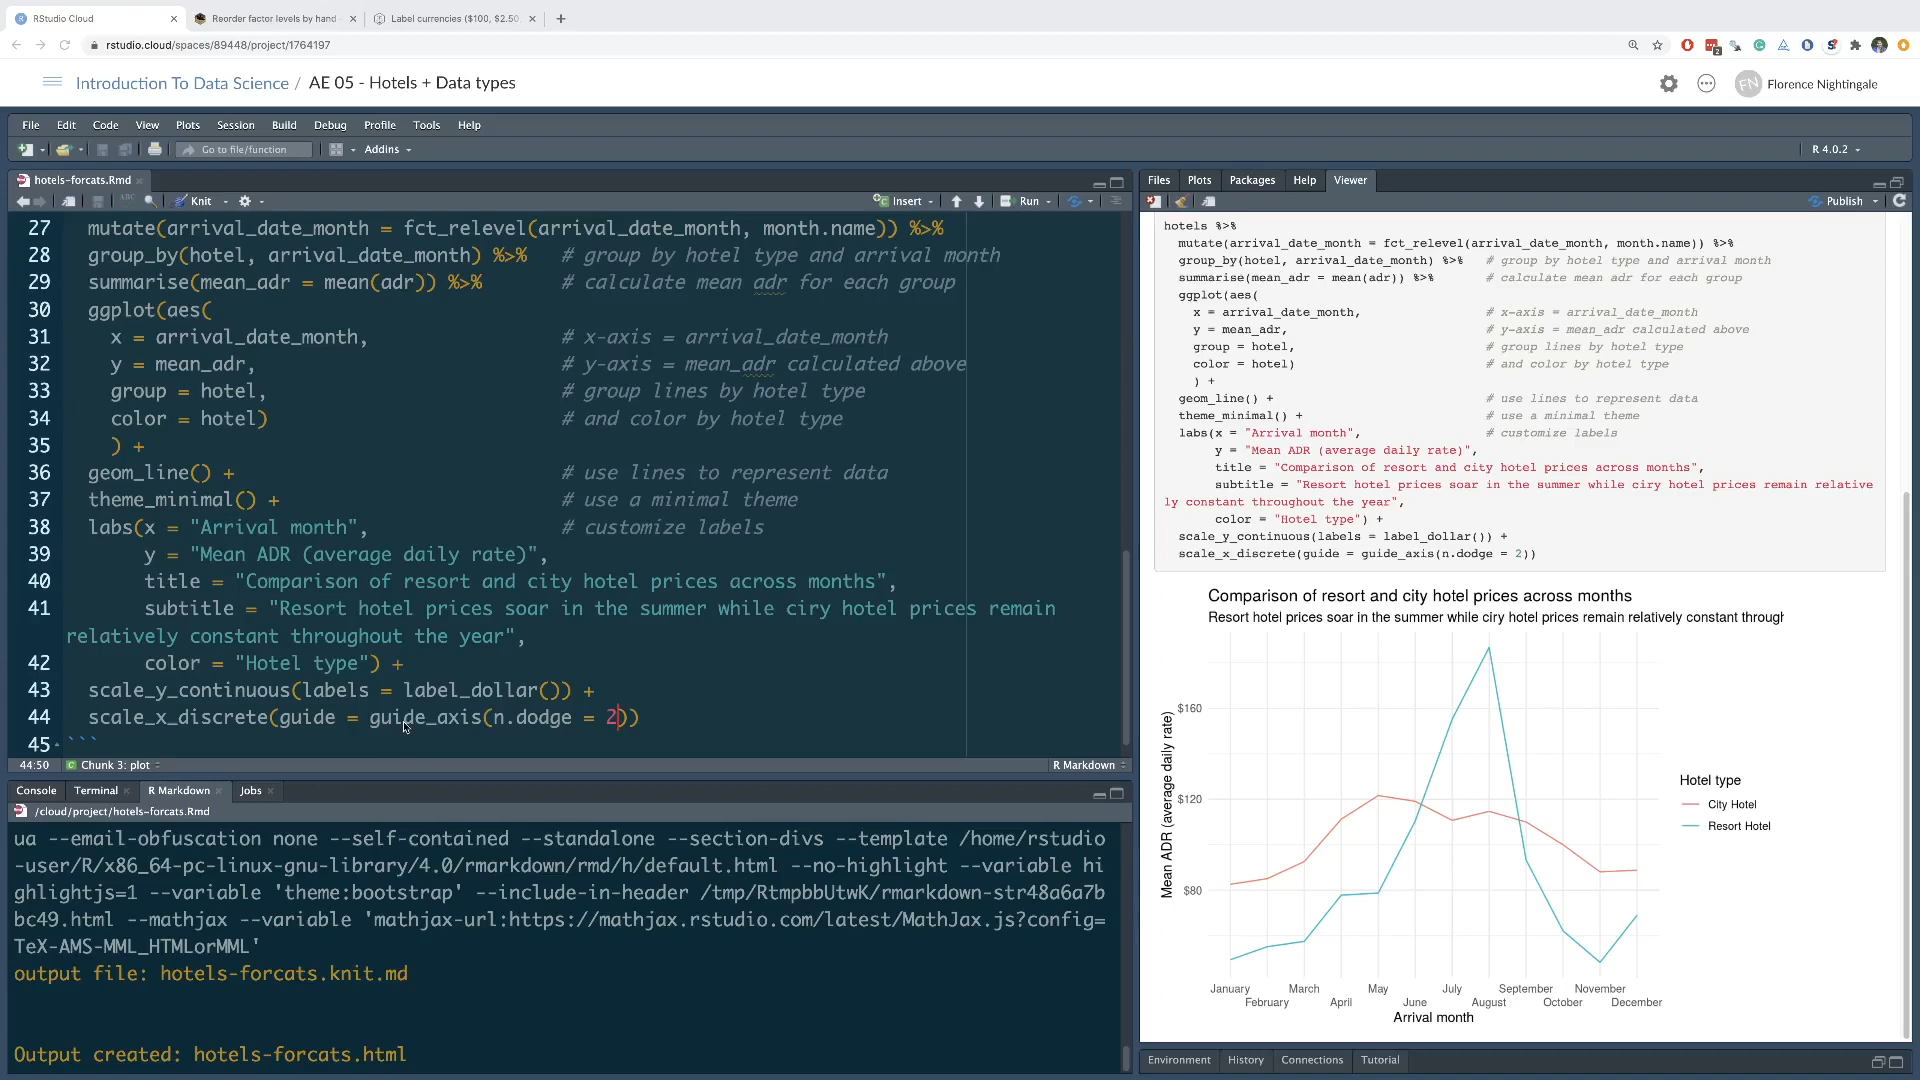 RStudio Cloud
Reorder factor levels by hand
Label currencies ($100, $2.50,
rstudio.cloud/spaces/89448/project/1764197
Introduction To Data Science / AE 05 - Hotels + Data types
FN Florence Nightingale
File Edit Code View Plots Session Build Debug Profile Tools Help
Go to file/function Addins R 4.0.2
hotels-forcats.Rmd
ABC Knit Insert Run
27 mutate(arrival_date_month = fct_relevel(arrival_date_month, month.name)) %>%
28 group_by(hotel, arrival_date_month) %>% # group by hotel type and arrival month
29 summarise(mean_adr = mean(adr)) %>% # calculate mean adr for each group
30 ggplot(aes(
31 x = arrival_date_month, # x-axis = arrival_date_month
32 y = mean_adr, # y-axis = mean_adr calculated above
33 group = hotel, # group lines by hotel type
34 color = hotel) # and color by hotel type
35 ) +
36 geom_line() + # use lines to represent data
37 theme_minimal() + # use a minimal theme
38 labs(x = "Arrival month", # customize labels
39 y = "Mean ADR (average daily rate)",
40 title = "Comparison of resort and city hotel prices across months",
41 subtitle = "Resort hotel prices soar in the summer while ciry hotel prices remain
relatively constant throughout the year",
42 color = "Hotel type") +
43 scale_y_continuous(labels = label_dollar()) +
44 scale_x_discrete(guide = guide_axis(n.dodge = 2))
45 ```
44:50 Chunk 3: plot R Markdown
Console Terminal R Markdown Jobs
/cloud/project/hotels-forcats.Rmd
ua --email-obfuscation none --self-contained --standalone --section-divs --template /home/rstudio
-user/R/x86_64-pc-linux-gnu-library/4.0/rmarkdown/rmd/h/default.html --no-highlight --variable hi
ghlightjs=1 --variable 'theme:bootstrap' --include-in-header /tmp/RtmpbbUtwK/rmarkdown-str48a6a7b
bc49.html --mathjax --variable 'mathjax-url:https://mathjax.rstudio.com/latest/MathJax.js?config=
TeX-AMS-MML_HTMLorMML'
output file: hotels-forcats.knit.md
Output created: hotels-forcats.html
Files Plots Packages Help Viewer
Publish
hotels %>%
mutate(arrival_date_month = fct_relevel(arrival_date_month, month.name)) %>%
group_by(hotel, arrival_date_month) %>% # group by hotel type and arrival month
summarise(mean_adr = mean(adr)) %>% # calculate mean adr for each group
ggplot(aes(
x = arrival_date_month, # x-axis = arrival_date_month
y = mean_adr, # y-axis = mean_adr calculated above
group = hotel, # group lines by hotel type
color = hotel) # and color by hotel type
) +
geom_line() + # use lines to represent data
theme_minimal() + # use a minimal theme
labs(x = "Arrival month", # customize labels
y = "Mean ADR (average daily rate)",
title = "Comparison of resort and city hotel prices across months",
subtitle = "Resort hotel prices soar in the summer while ciry hotel prices remain relative
ly constant throughout the year",
color = "Hotel type") +
scale_y_continuous(labels = label_dollar()) +
scale_x_discrete(guide = guide_axis(n.dodge = 2))
Comparison of resort and city hotel prices across months
Resort hotel prices soar in the summer while ciry hotel prices remain relatively constant through
Mean ADR (average daily rate)
$160
$120
$80
Hotel type
City Hotel
Resort Hotel
January March May July September November
February April June August October December
Arrival month
Environment History Connections Tutorial